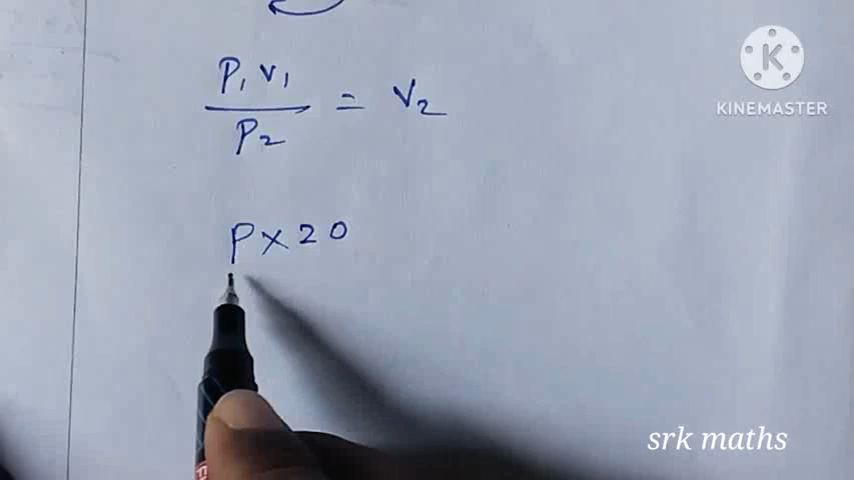 P₁ V₁
KINEMASTER
— = V₂
P₂
P × 20
srk maths